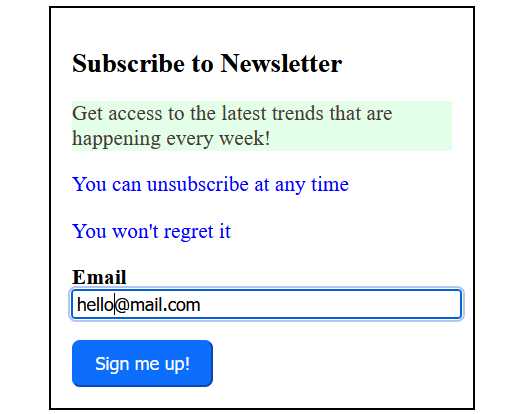 Subscribe to Newsletter
Get access to the latest trends that are
happening every week!
You can unsubscribe at any time
You won't regret it
Email
hello@mail.com
Sign me up!